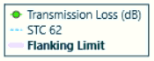 Transmission Loss (dB)
STC 62
Flanking Limit